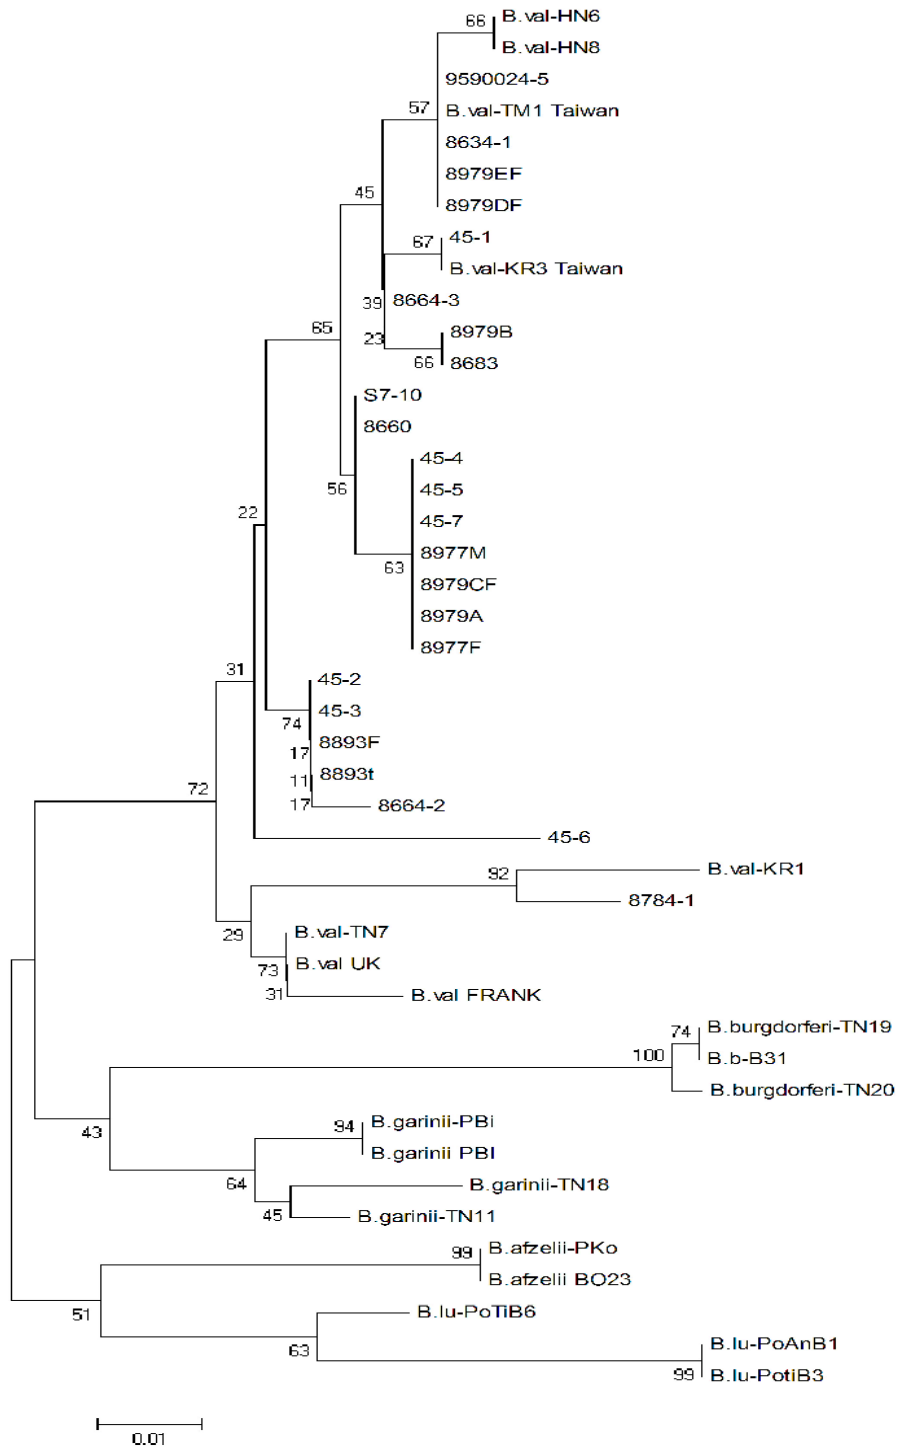 66
B.val-HN6
B.val-HN8
9590024-5
57
B.val-TM1 Taiwan
8634-1
8979EF
45
8979DF
67
45-1
B.val-KR3 Taiwan
39
8664-3
65
23
8979B
66
8683
S7-10
8660
45-4
56
45-5
22
45-7
8977M
63
8979CF
8979A
8977F
31
45-2
45-3
74
8893F
17
11
8893t
72
17
8664-2
45-6
92
B.val-KR1
8784-1
29
B.val-TN7
73
B.val UK
31
B.val FRANK
74
B.burgdorferi-TN19
100
B.b-B31
B.burgdorferi-TN20
43
94
B.garinii-PBi
B.garinii PBI
64
B.garinii-TN18
45
B.garinii-TN11
99
B.afzelii-PKo
B.afzelii BO23
51
B.lu-PoTiB6
63
B.lu-PoAnB1
99
B.lu-PotiB3
0.01